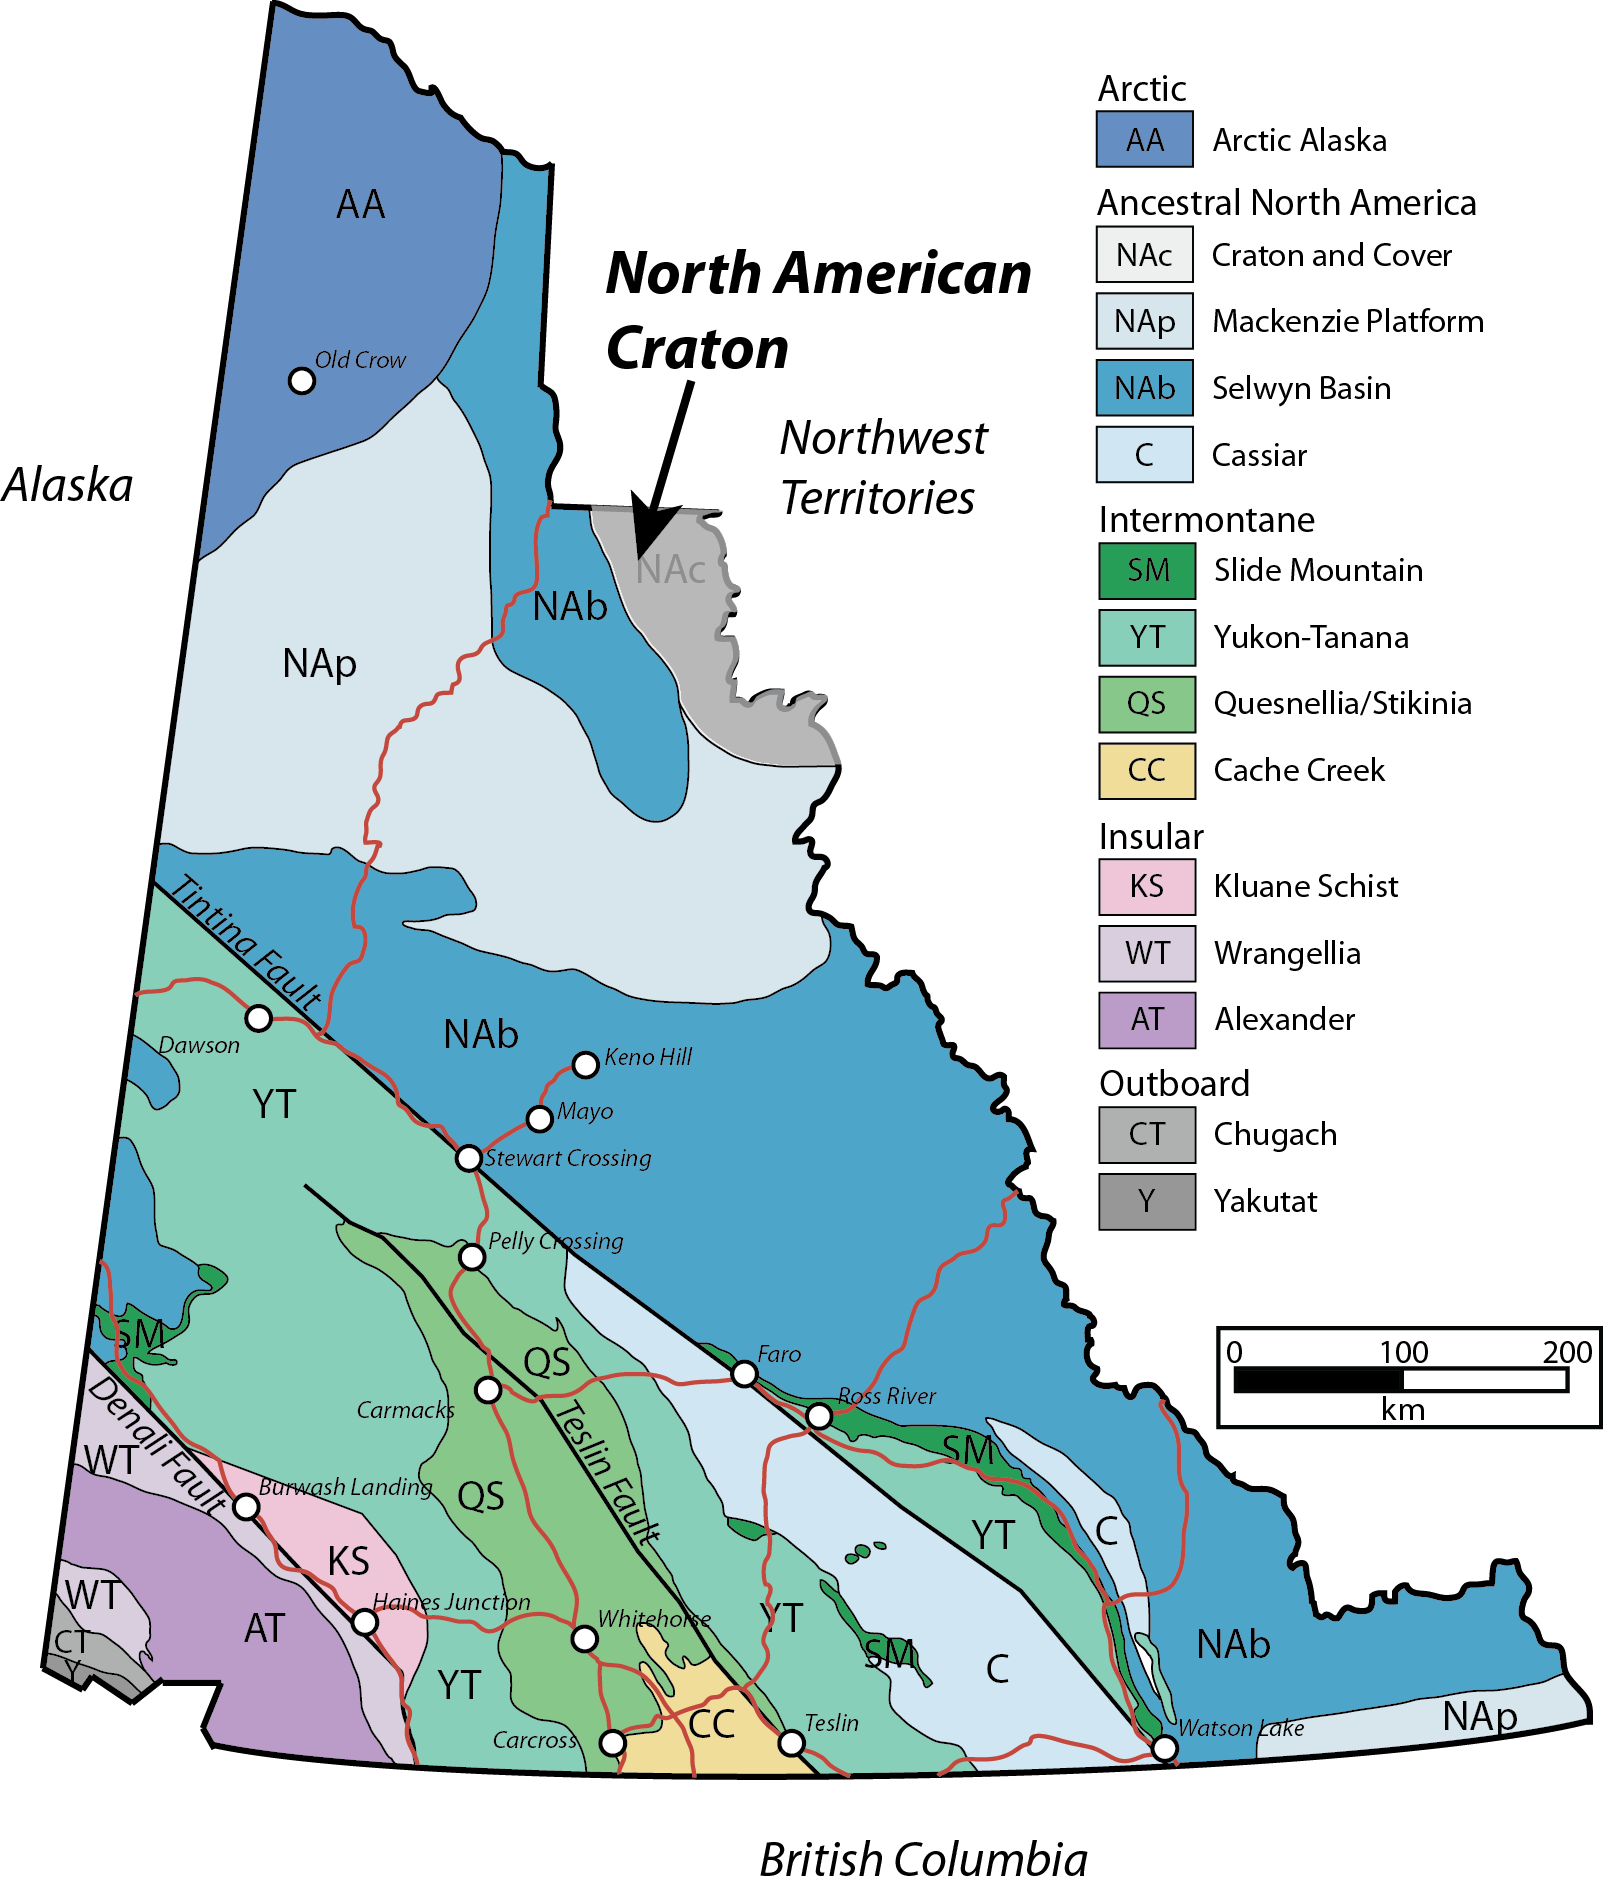 AA
Old Crow
Alaska
North American
Craton
Northwest
Territories
NAc
NAb
NAp
Tintina Fault
Dawson
NAb
Keno Hill
Mayo
Stewart Crossing
YT
Pelly Crossing
SM
QS
Faro
Ross River
Carmacks
Denali Fault
Teslin Fault
WT
SM
Burwash Landing
QS
YT
C
KS
WT
Haines Junction
AT
Whitehorse
YT
CT
Y
SM
C
NAb
YT
CC
Teslin
Carcross
Watson Lake
NAp
British Columbia
Arctic
AA Arctic Alaska
Ancestral North America
NAc Craton and Cover
NAp Mackenzie Platform
NAb Selwyn Basin
C Cassiar
Intermontane
SM Slide Mountain
YT Yukon-Tanana
QS Quesnellia/Stikinia
CC Cache Creek
Insular
KS Kluane Schist
WT Wrangellia
AT Alexander
Outboard
CT Chugach
Y Yakutat
0 100 200
km